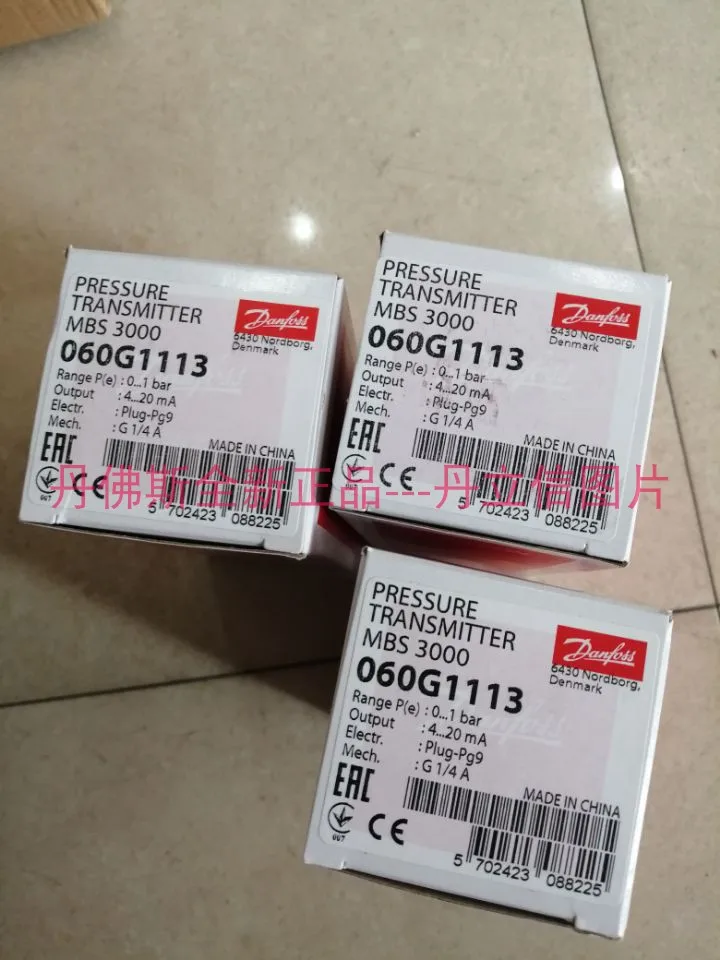 PRESSURE
TRANSMITTER
MBS 3000
060G1113
Range P(e) : 0...1 bar
Output : 4...20 mA
Electr. : Plug-Pg9
Mech. : G 1/4 A
Danfoss
6430 Nordborg,
Denmark
MADE IN CHINA
EAC
007
CE
5 702423 088225
PRESSURE
TRANSMITTER
MBS 3000
060G1113
Range P(e) : 0...1 bar
Output : 4...20 mA
Electr. : Plug-Pg9
Mech. : G 1/4 A
Danfoss
6430 Nordborg,
Denmark
MADE IN CHINA
EAC
CE
5 702423 088225
丹佛斯全新正品---丹立信图片
PRESSURE
TRANSMITTER
MBS 3000
060G1113
Range P(e) : 0...1 bar
Output : 4...20 mA
Electr. : Plug-Pg9
Mech. : G 1/4 A
Danfoss
6430 Nordborg,
Denmark
MADE IN CHINA
EAC
007
CE
5 702423 088225